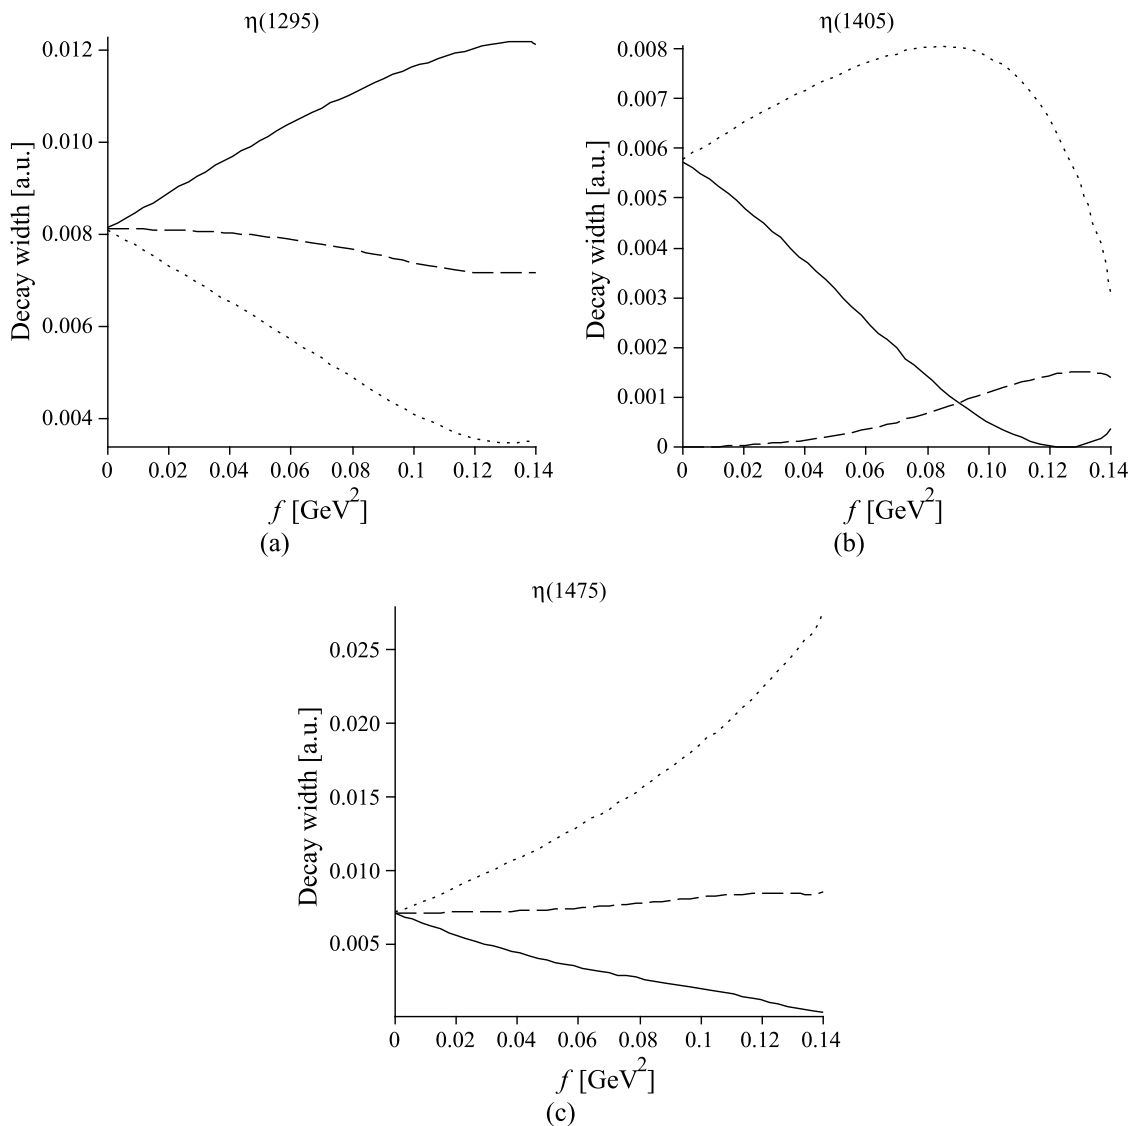 η(1295)
Decay width [a.u.]
0.012
0.010
0.008
0.006
0.004
0 0.02 0.04 0.06 0.08 0.10 0.12 0.14
f [GeV²]
(a)
η(1405)
Decay width [a.u.]
0.008
0.007
0.006
0.005
0.004
0.003
0.002
0.001
0
0 0.02 0.04 0.06 0.08 0.10 0.12 0.14
f [GeV²]
(b)
η(1475)
Decay width [a.u.]
0.025
0.020
0.015
0.010
0.005
0 0.02 0.04 0.06 0.08 0.1 0.12 0.14
f [GeV²]
(c)